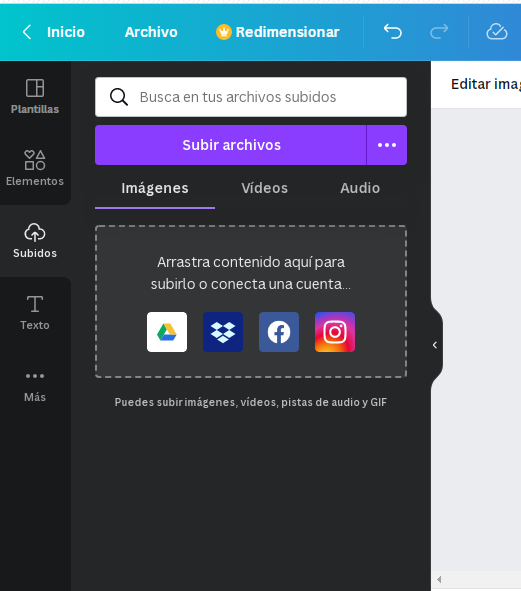 Inicio
Archivo
Redimensionar
Plantillas
Elementos
Subidos
Texto
Más
Busca en tus archivos subidos
Subir archivos
Imágenes
Vídeos
Audio
Arrastra contenido aquí para
subirlo o conecta una cuenta...
Puedes subir imágenes, vídeos, pistas de audio y GIF
Editar imag